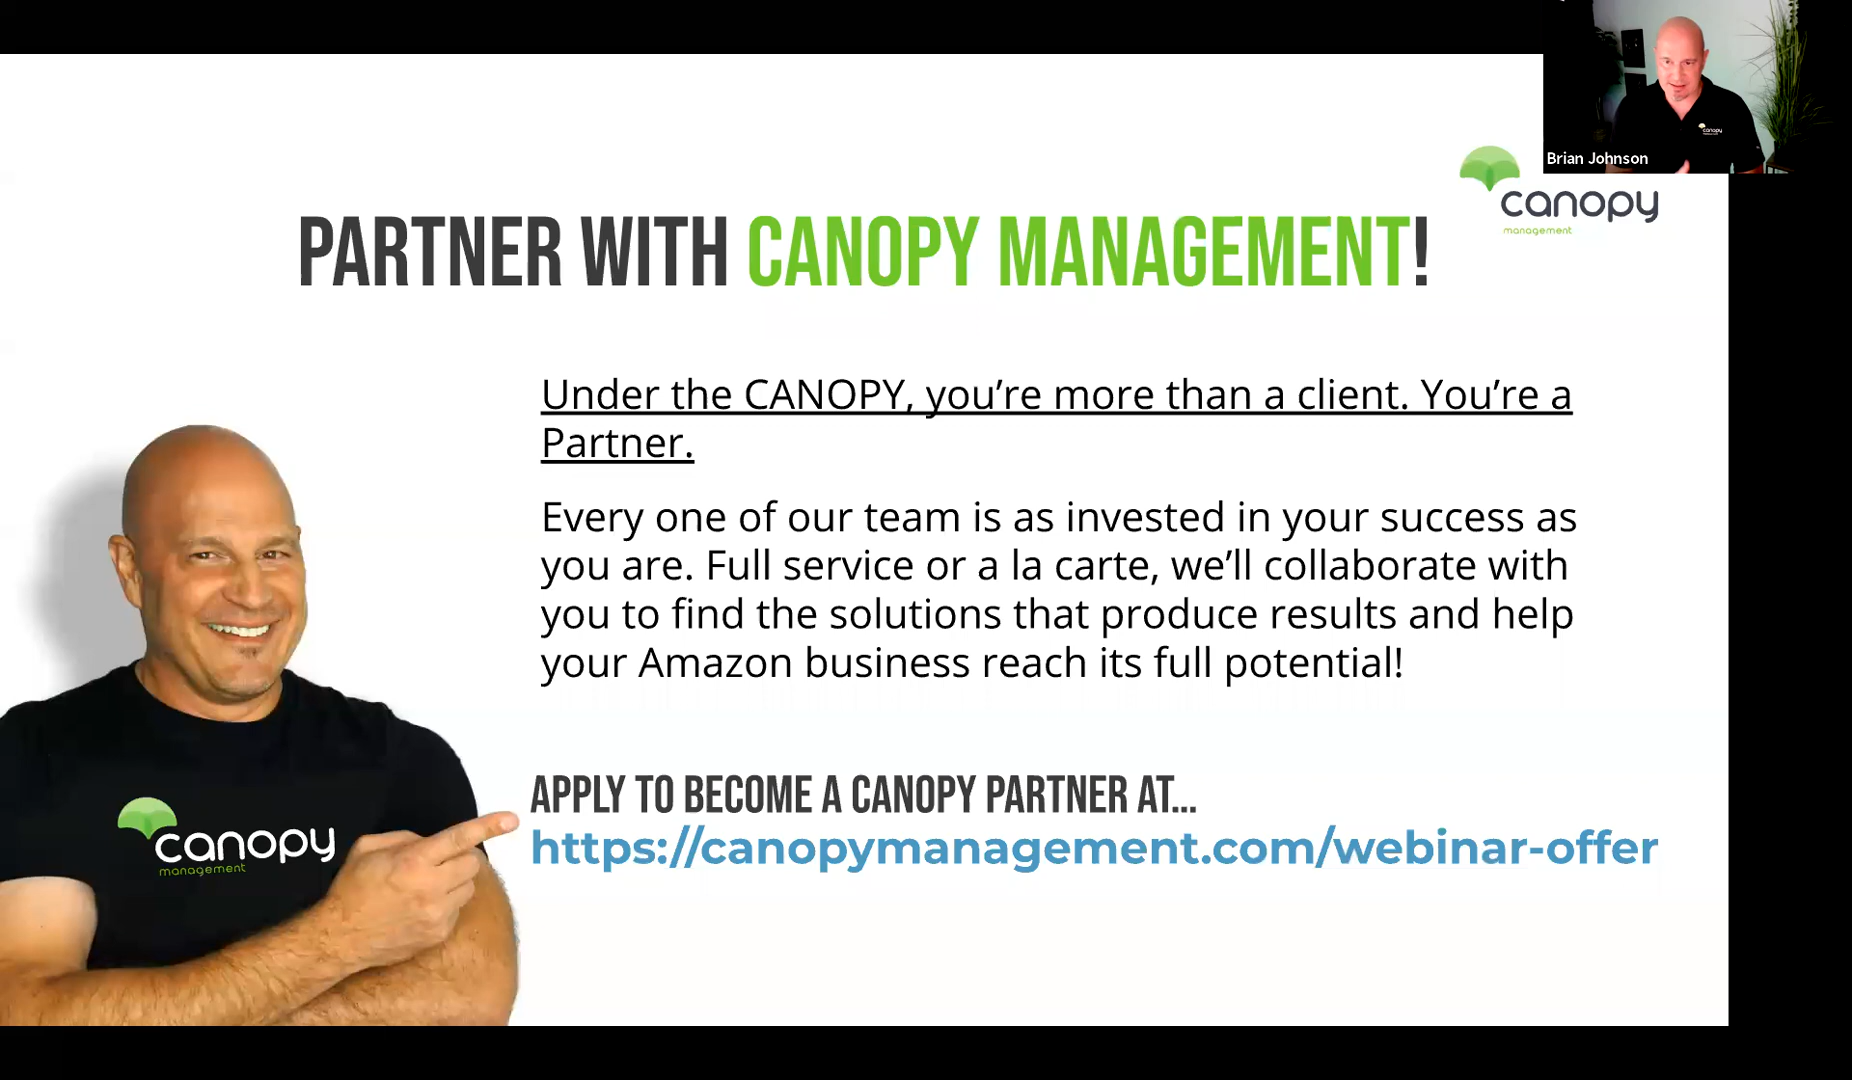 Brian Johnson
canopy
canopy
management
PARTNER WITH CANOPY MANAGEMENT!
Under the CANOPY, you’re more than a client. You’re a
Partner.
Every one of our team is as invested in your success as
you are. Full service or a la carte, we’ll collaborate with
you to find the solutions that produce results and help
your Amazon business reach its full potential!
APPLY TO BECOME A CANOPY PARTNER AT...
https://canopymanagement.com/webinar-offer
canopy
management